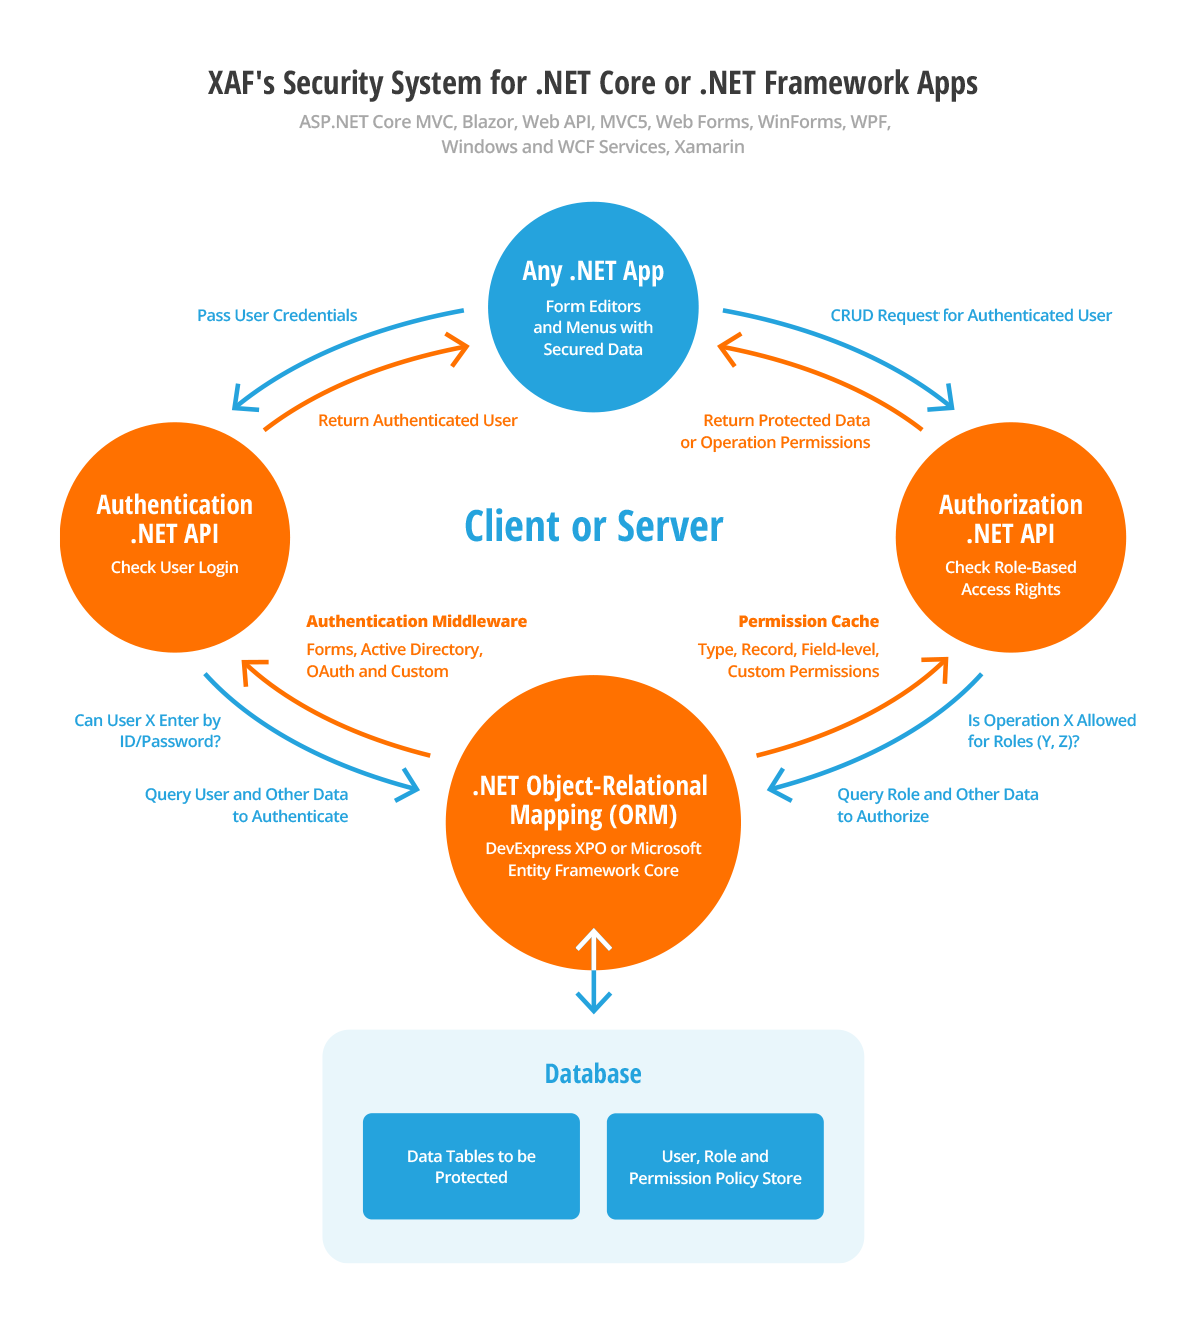 XAF's Security System for .NET Core or .NET Framework Apps
ASP.NET Core MVC, Blazor, Web API, MVC5, Web Forms, WinForms, WPF,
Windows and WCF Services, Xamarin
Any .NET App
Form Editors
and Menus with
Secured Data
Pass User Credentials
CRUD Request for Authenticated User
Return Authenticated User
Return Protected Data
or Operation Permissions
Authentication
.NET API
Check User Login
Client or Server
Authorization
.NET API
Check Role-Based
Access Rights
Authentication Middleware
Forms, Active Directory,
OAuth and Custom
Permission Cache
Type, Record, Field-level,
Custom Permissions
Can User X Enter by
ID/Password?
Query User and Other Data
to Authenticate
Is Operation X Allowed
for Roles (Y, Z)?
Query Role and Other Data
to Authorize
.NET Object-Relational
Mapping (ORM)
DevExpress XPO or Microsoft
Entity Framework Core
Database
Data Tables to be
Protected
User, Role and
Permission Policy Store